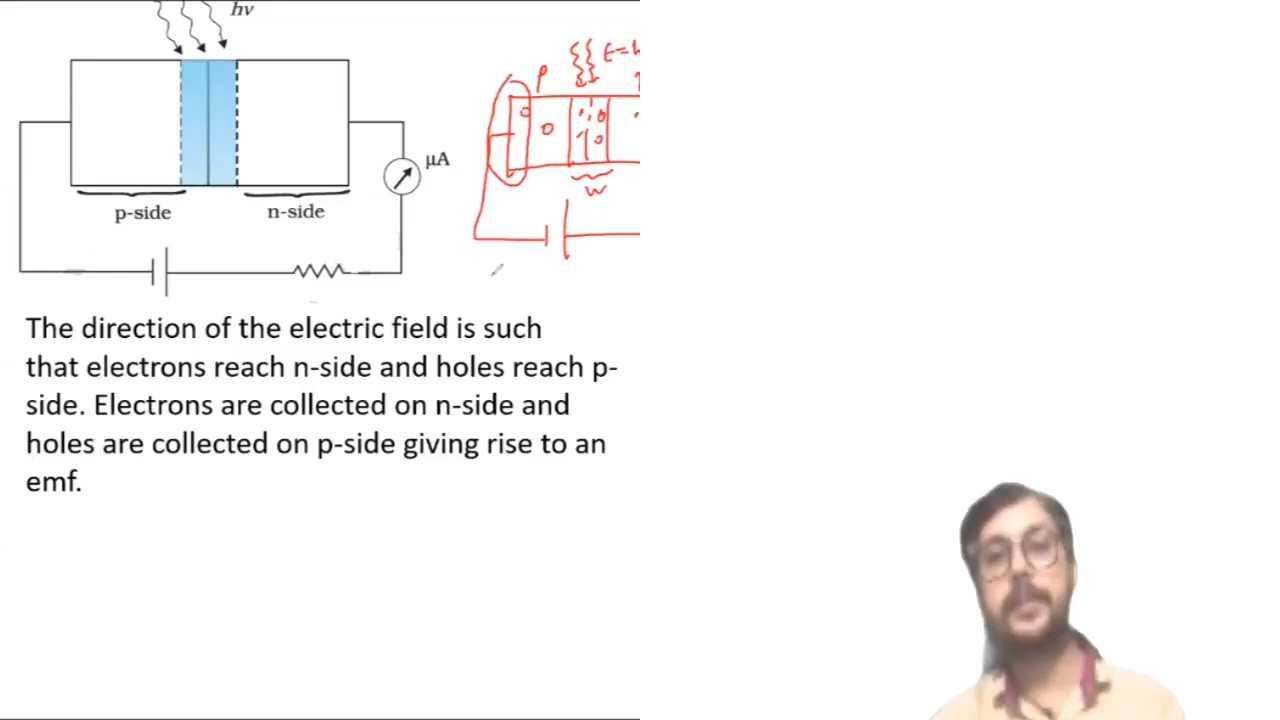 hν
μA
p-side
n-side
P
E=h
W
The direction of the electric field is such
that electrons reach n-side and holes reach p-
side. Electrons are collected on n-side and
holes are collected on p-side giving rise to an
emf.